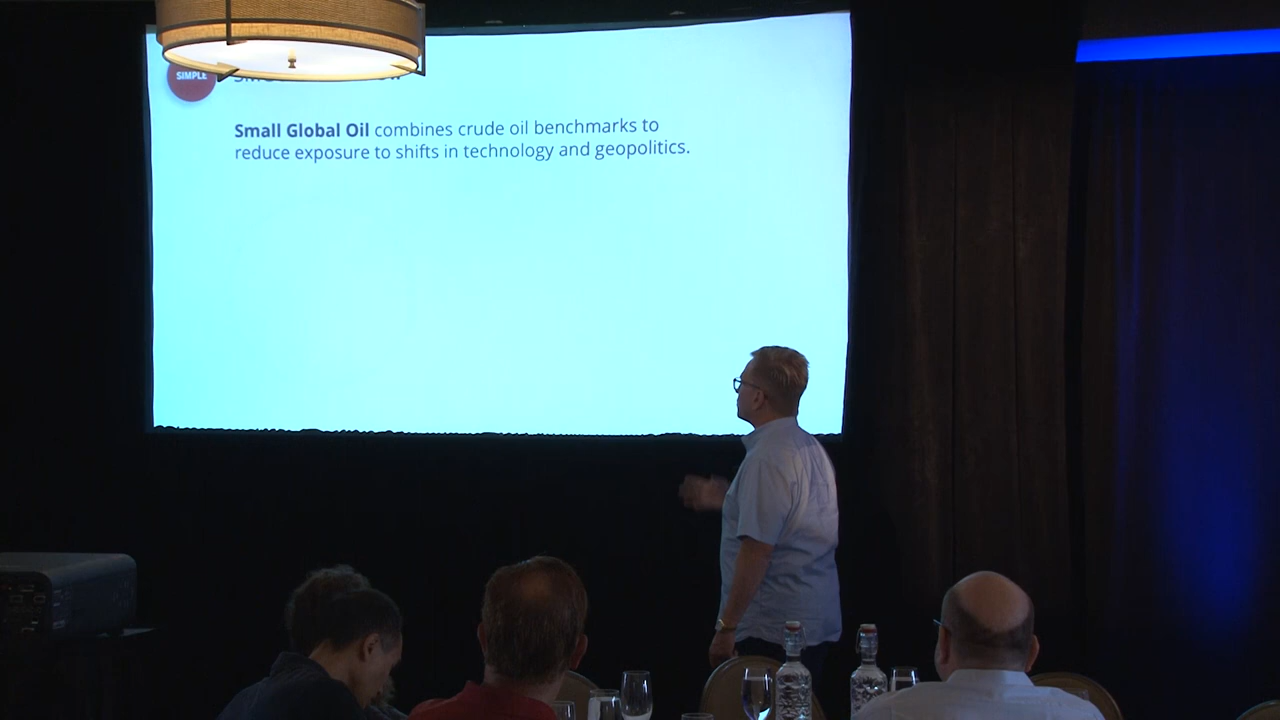 SIMPLE
Small Global Oil combines crude oil benchmarks to
reduce exposure to shifts in technology and geopolitics.